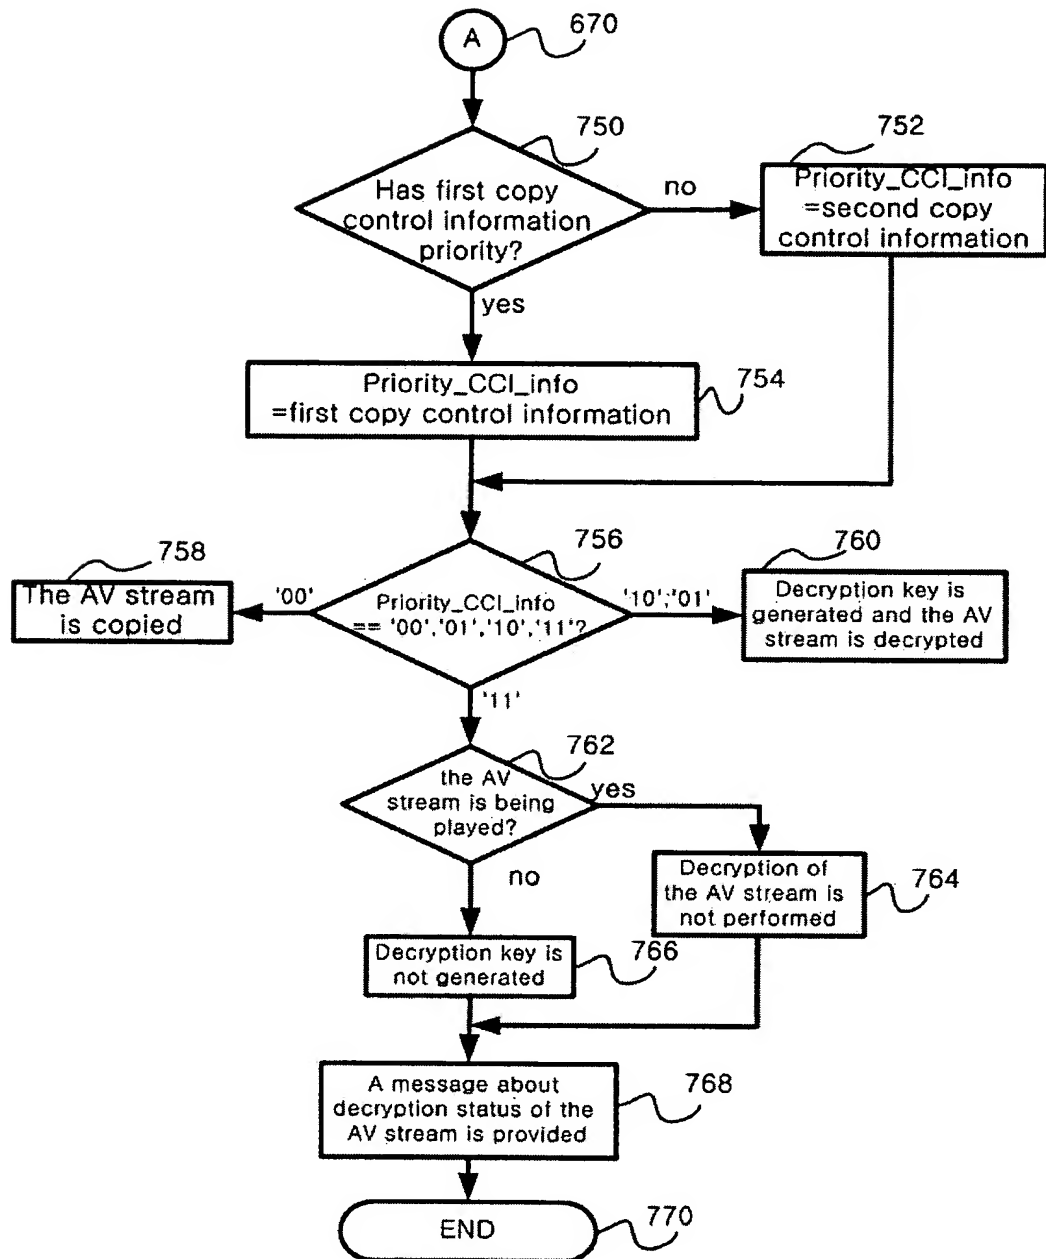 A
670
750
Has first copy
control information
priority?
no
752
Priority_CCI_info
=second copy
control information
yes
Priority_CCI_info
=first copy control information
754
756
Priority_CCI_info
== '00','01','10','11'?
'00'
758
The AV stream
is copied
'10','01'
760
Decryption key is
generated and the AV
stream is decrypted
'11'
762
the AV
stream is being
played?
yes
Decryption of
the AV stream is
not performed
764
no
Decryption key is
not generated
766
A message about
decryption status of the
AV stream is provided
768
END
770